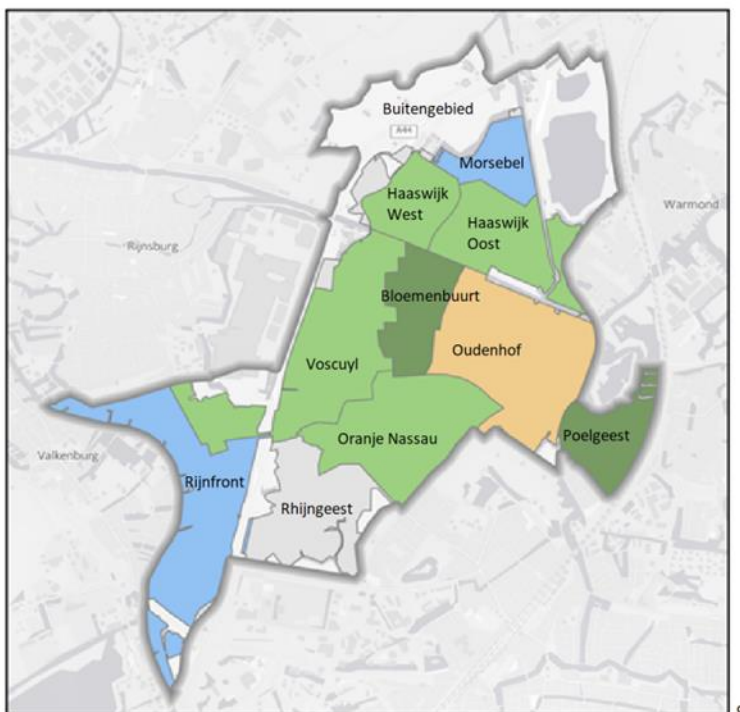 Buitengebied
A44
Morsebel
Haaswijk
West
Haaswijk
Oost
Warmond
Rijnsburg
Bloemenbuurt
Oudenhof
Voscuyl
Oranje Nassau
Poelgeest
Valkenburg
Rijnfront
Rhijngeest